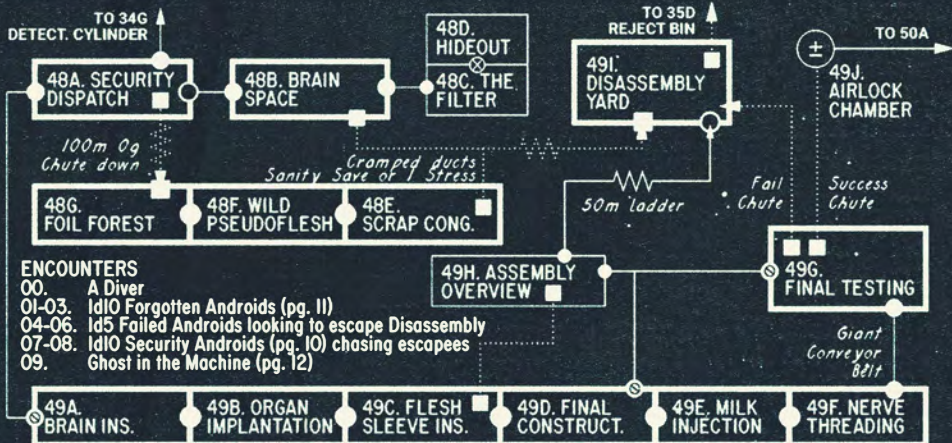 TO 34G
DETECT. CYLINDER
TO 35D
REJECT BIN
TO 50A
48A. SECURITY
DISPATCH
48B. BRAIN
SPACE
48D.
HIDEOUT
48C. THE
FILTER
49I.
DISASSEMBLY
YARD
±
49J.
AIRLOCK
CHAMBER
100m 0g
Chute down
Cramped ducts
Sanity Save or 1 Stress
48G.
FOIL FOREST
48F. WILD
PSEUDOFLESH
48E.
SCRAP CONG.
50m ladder
Fail
Chute
Success
Chute
49H. ASSEMBLY
OVERVIEW
49G.
FINAL TESTING
ENCOUNTERS
00. A Diver
01-03. 1d10 Forgotten Androids (pg. 11)
04-06. 1d5 Failed Androids looking to escape Disassembly
07-08. 1d10 Security Androids (pg. 10) chasing escapees
09. Ghost in the Machine (pg. 12)
Giant
Conveyor
Belt
49A.
BRAIN INS.
49B. ORGAN
IMPLANTATION
49C. FLESH
SLEEVE INS.
49D. FINAL
CONSTRUCT.
49E. MILK
INJECTION
49F. NERVE
THREADING